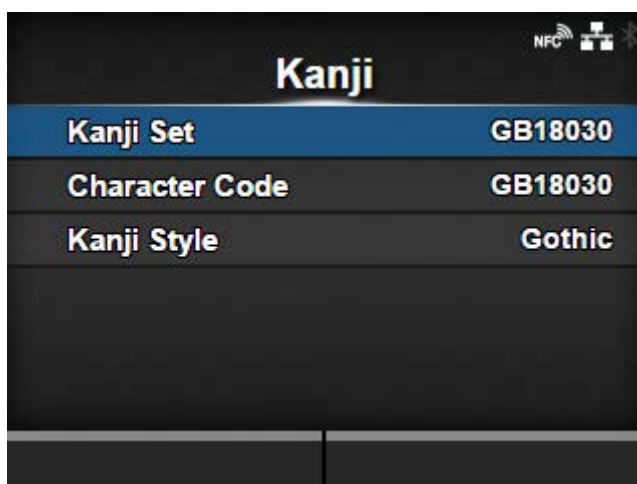 NFC
Kanji
Kanji Set GB18030
Character Code GB18030
Kanji Style Gothic